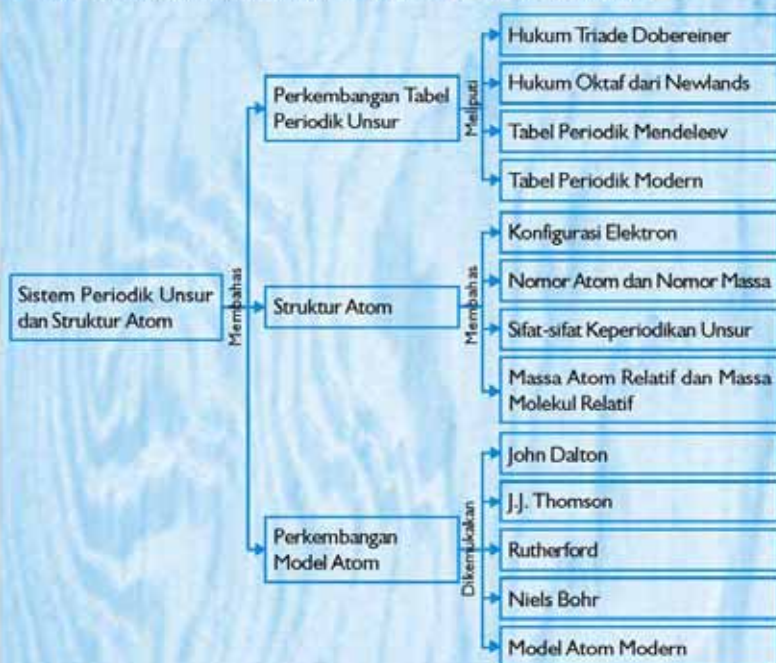 Sistem Periodik Unsur
dan Struktur Atom
Membahas
Perkembangan Tabel
Periodik Unsur
Meliputi
Hukum Triade Dobereiner
Hukum Oktaf dari Newlands
Tabel Periodik Mendeleev
Tabel Periodik Modern
Struktur Atom
Membahas
Konfigurasi Elektron
Nomor Atom dan Nomor Massa
Sifat-sifat Keperiodikan Unsur
Massa Atom Relatif dan Massa
Molekul Relatif
Perkembangan
Model Atom
Dikemukakan
John Dalton
J.J. Thomson
Rutherford
Niels Bohr
Model Atom Modern